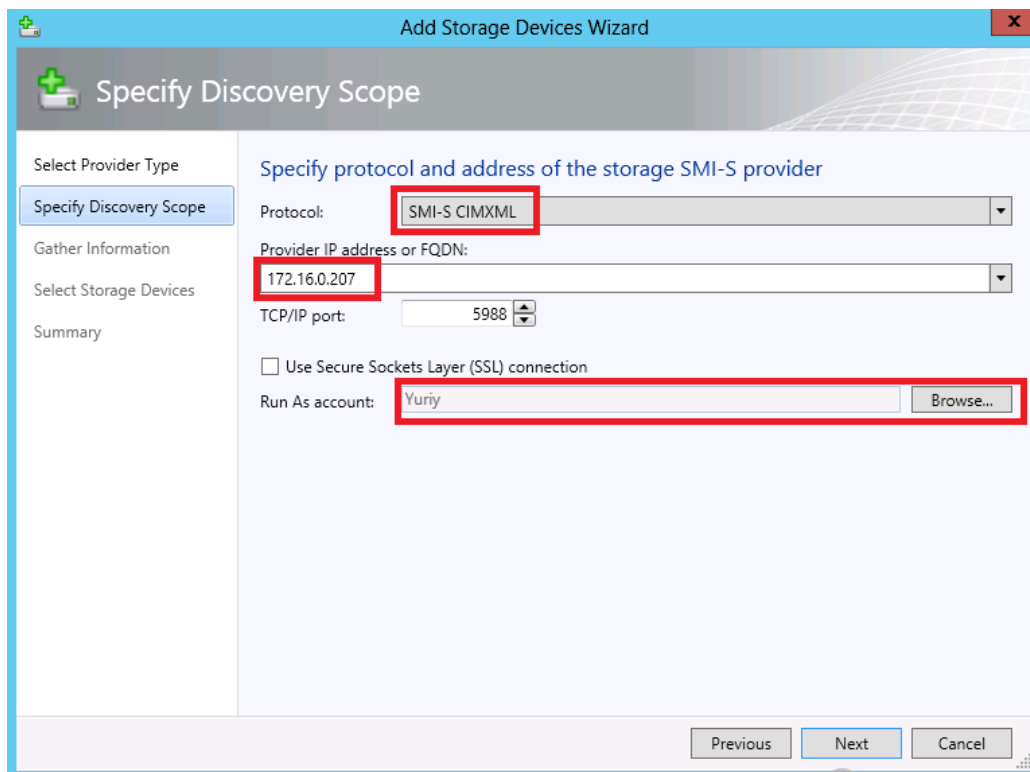 Add Storage Devices Wizard
x
Specify Discovery Scope
Select Provider Type
Specify Discovery Scope
Gather Information
Select Storage Devices
Summary
Specify protocol and address of the storage SMI-S provider
Protocol: SMI-S CIMXML
Provider IP address or FQDN:
172.16.0.207
TCP/IP port: 5988
Use Secure Sockets Layer (SSL) connection
Run As account: Yuriy Browse...
Previous Next Cancel